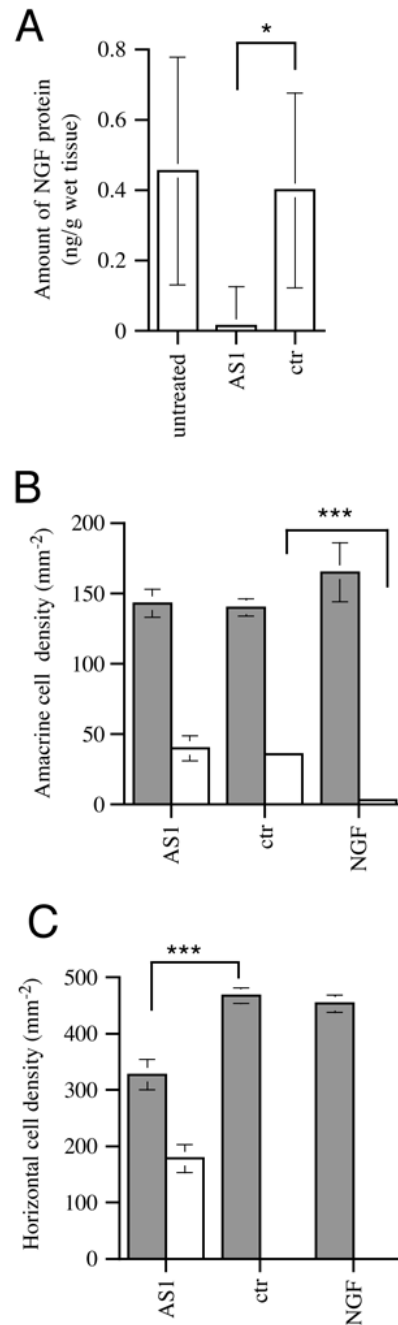 A
*
Amount of NGF protein
(ng/g wet tissue)
0.8
0.6
0.4
0.2
0
untreated
AS1
ctr
B
***
Amacrine cell density (mm⁻²)
200
150
100
50
0
AS1
ctr
NGF
C
***
Horizontal cell density (mm⁻²)
500
400
300
200
100
0
AS1
ctr
NGF